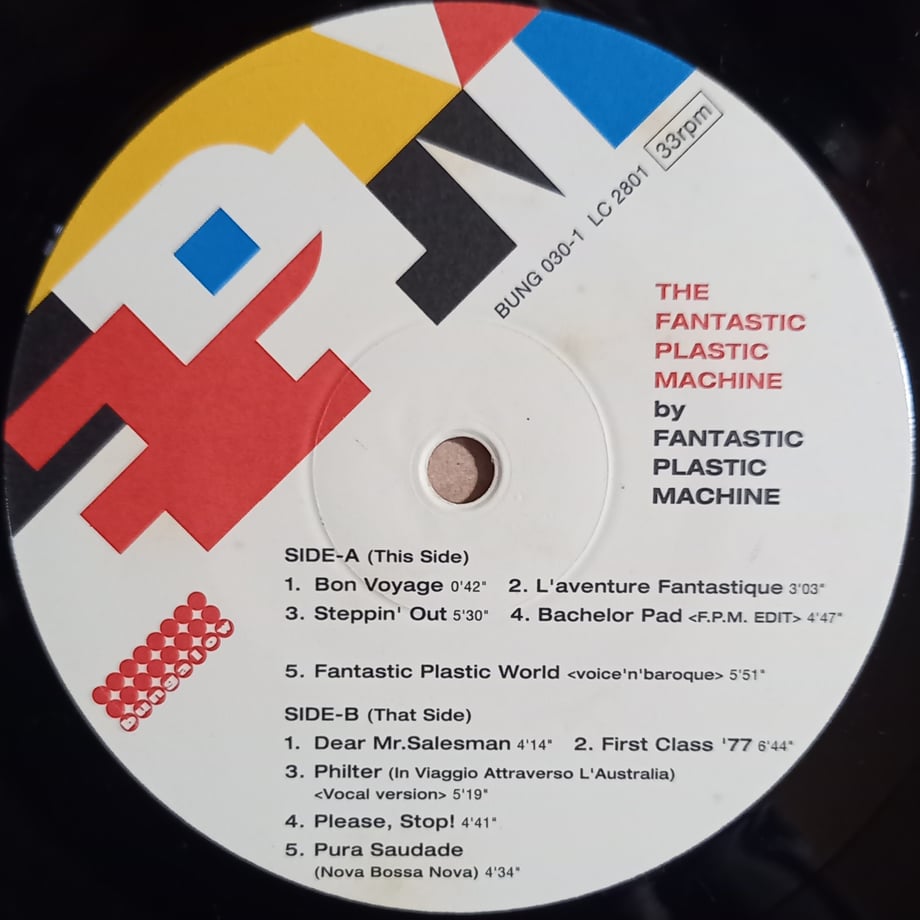 33rpm
BUNG 030-1 LC 2801
THE
FANTASTIC
PLASTIC
MACHINE
by
FANTASTIC
PLASTIC
MACHINE
SIDE-A (This Side)
1. Bon Voyage 0'42" 2. L'aventure Fantastique 3'03"
3. Steppin' Out 5'30" 4. Bachelor Pad <F.P.M. EDIT> 4'47"
5. Fantastic Plastic World <voice'n'baroque> 5'51"
bungalow
SIDE-B (That Side)
1. Dear Mr.Salesman 4'14" 2. First Class '77 6'44"
3. Philter (In Viaggio Attraverso L'Australia)
<Vocal version> 5'19"
4. Please, Stop! 4'41"
5. Pura Saudade
(Nova Bossa Nova) 4'34"